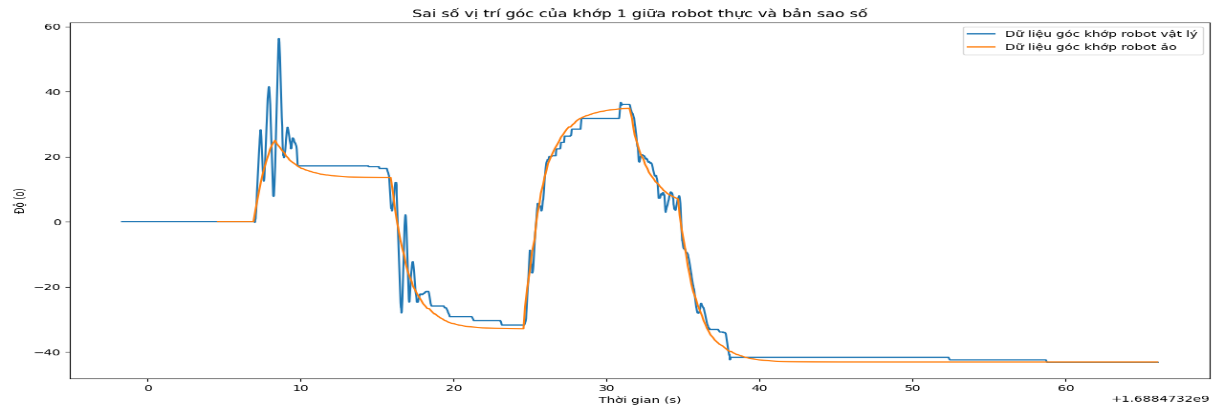 Sai số vị trí góc của khớp 1 giữa robot thực và bản sao số
Dữ liệu góc khớp robot vật lý
Dữ liệu góc khớp robot ảo
Độ (o)
60
40
20
0
−20
−40
0 10 20 30 40 50 60
Thời gian (s)
+1.6884732e9